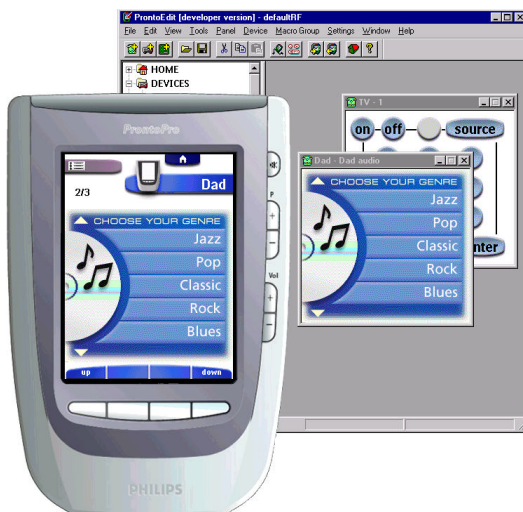 ProntoEdit [developer version] - defaultRF
File Edit View Tools Panel Device Macro Group Settings Window Help
HOME
DEVICES
TV - 1
on off source
nter
Dad - Dad audio
CHOOSE YOUR GENRE
Jazz
Pop
Classic
Rock
Blues
ProntoPro
2/3
Dad
CHOOSE YOUR GENRE
Jazz
Pop
Classic
Rock
Blues
up down
P
+
−
Vol
+
−
PHILIPS